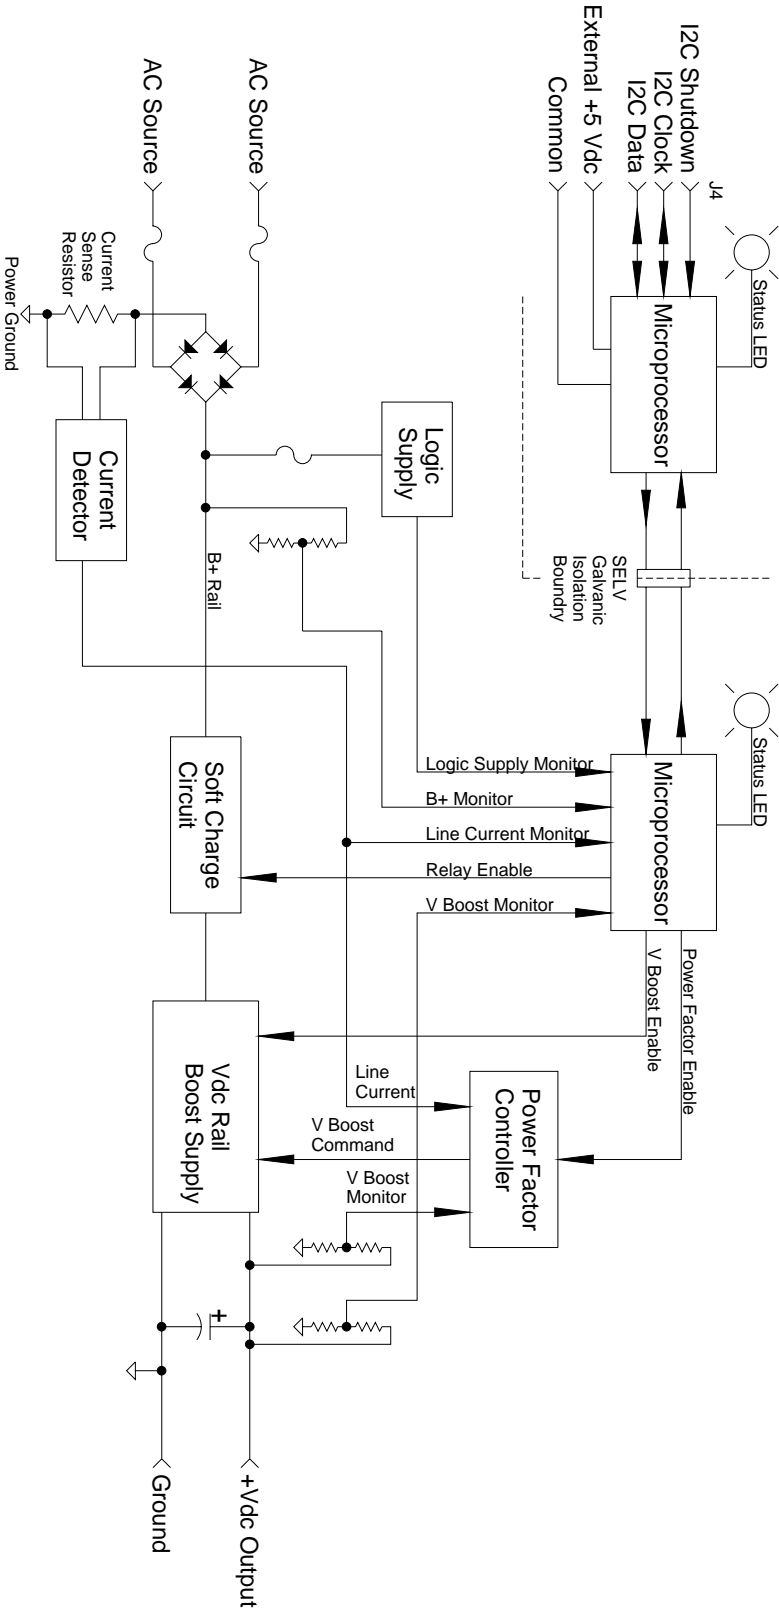 J4
I2C Shutdown
I2C Clock
I2C Data
External +5 Vdc
Common
Status LED
Microprocessor
SELV
Galvanic
Isolation
Boundry
Status LED
Microprocessor
Power Factor Enable
V Boost Enable
Logic Supply Monitor
B+ Monitor
Line Current Monitor
Relay Enable
V Boost Monitor
Logic
Supply
AC Source
AC Source
Current
Sense
Resistor
Power Ground
Current
Detector
B+ Rail
Soft Charge
Circuit
Vdc Rail
Boost Supply
Line
Current
V Boost
Command
V Boost
Monitor
Power Factor
Controller
+
+Vdc Output
Ground